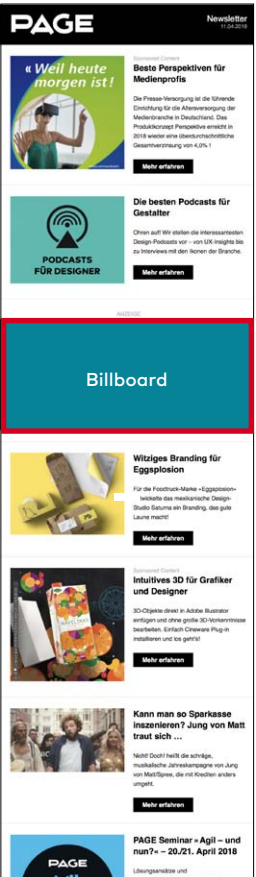 PAGE
Newsletter
11.04.2018
Sponsored Content
« Weil heute
morgen ist!
Beste Perspektiven für
Medienprofis
Die Presse-Versorgung ist die führende
Einrichtung für die Altersversorgung der
Medienbranche in Deutschland. Das
Produktkonzept Perspektive erreicht in
2018 wieder eine überdurchschnittliche
Gesamtverzinsung von 4,0% !
Mehr erfahren
PODCASTS
FÜR DESIGNER
Die besten Podcasts für
Gestalter
Ohren auf! Wir stellen die interessantesten
Design-Podcasts vor – von UX-Insights bis
zu Interviews mit den Ikonen der Branche.
Mehr erfahren
ANZEIGE
Billboard
Witziges Branding für
Eggsplosion
Für die Foodtruck-Marke »Eggsplosion«
twickelte das mexikanische Design-
Studio Saturna ein Branding, das gute
Laune macht!
Mehr erfahren
Sponsored Content
Intuitives 3D für Grafiker
und Designer
3D-Objekte direkt in Adobe Illustrator
einfügen und ohne große 3D-Vorkenntnisse
bearbeiten. Einfach Cineware Plug-in
installieren und los geht's!
Mehr erfahren
Kann man so Sparkasse
inszenieren? Jung von Matt
traut sich …
Nicht! Doch! heißt die schräge,
musikalische Jahreskampagne von Jung
von Matt/Spree, die mit Kreditten anders
umgeht.
Mehr erfahren
PAGE
PAGE Seminar »Agil – und
nun?« – 20./21. April 2018
Lösungsansätze und